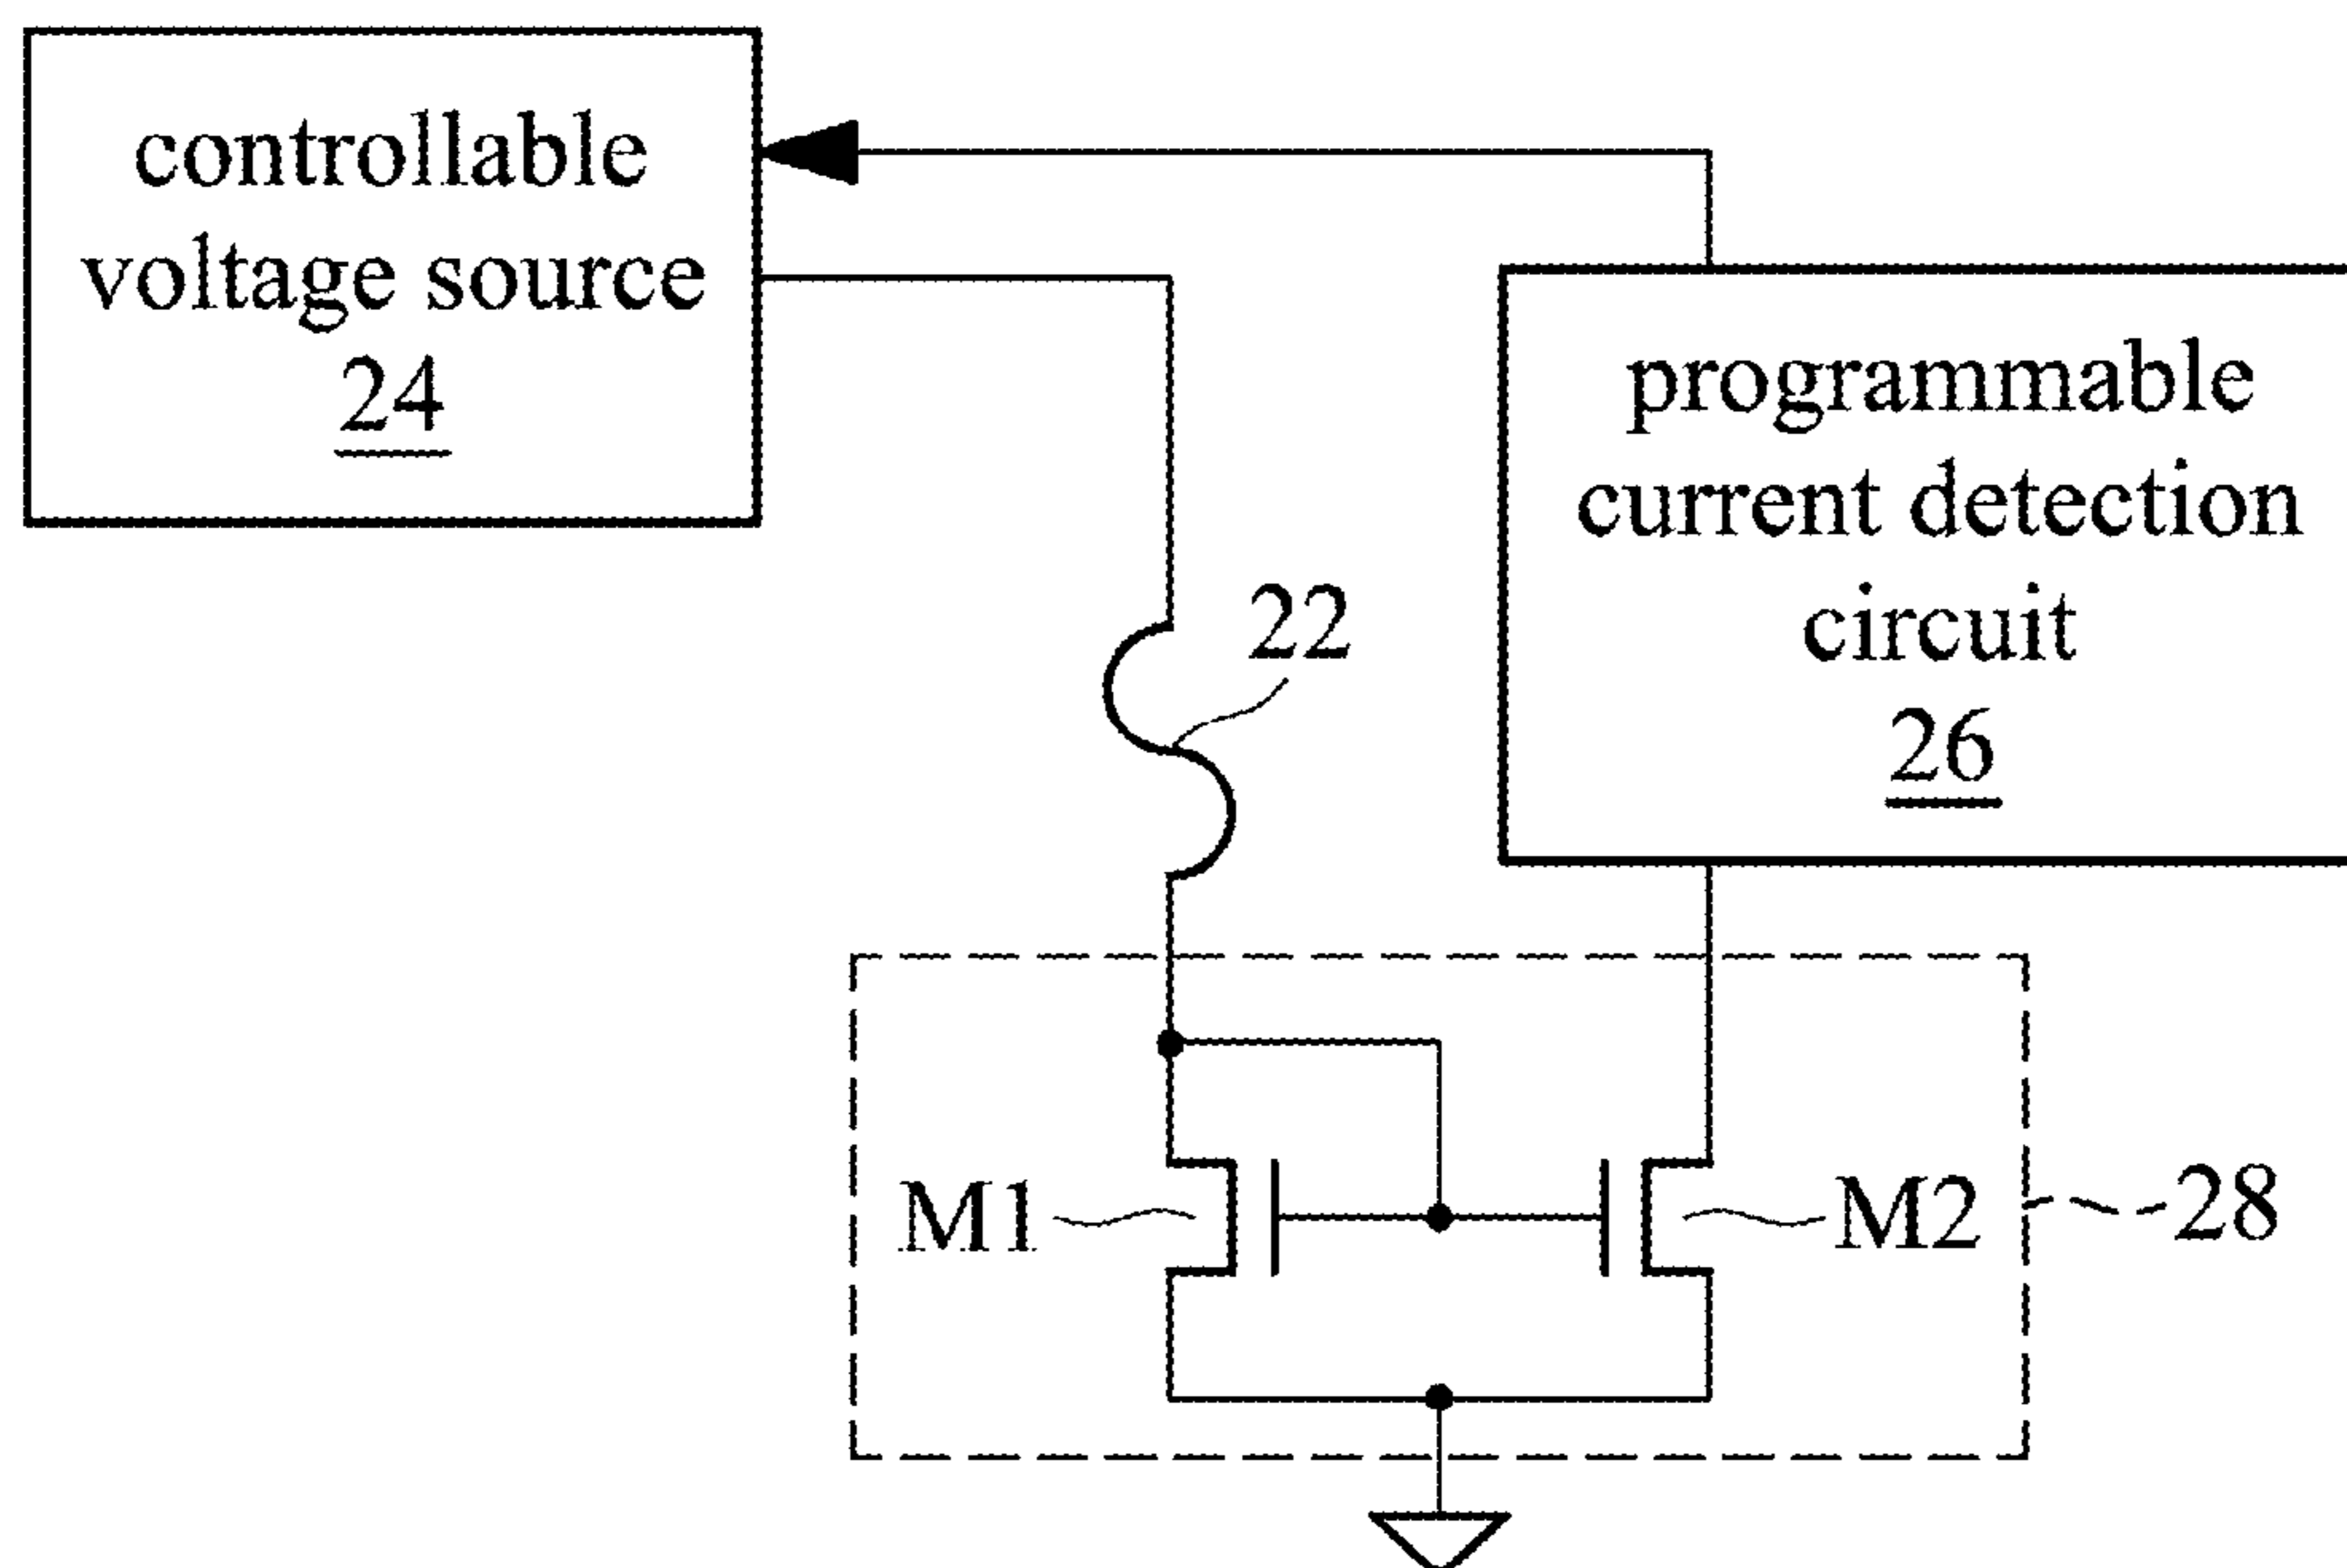 controllable
voltage source
24
programmable
current detection
circuit
26
22
M1
M2
28